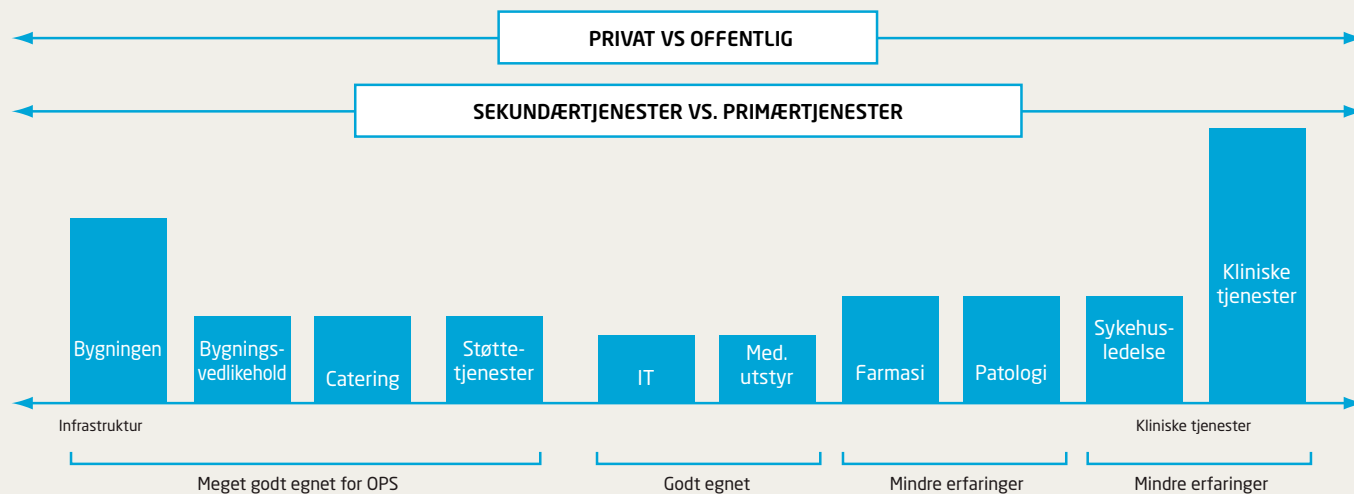 PRIVAT VS OFFENTLIG
SEKUNDÆRTJENESTER VS. PRIMÆRTJENESTER
Bygningen
Bygnings-
vedlikehold
Catering
Støtte-
tjenester
IT
Med.
utstyr
Farmasi
Patologi
Sykehus-
ledelse
Kliniske
tjenester
Infrastruktur
Kliniske tjenester
Meget godt egnet for OPS
Godt egnet
Mindre erfaringer
Mindre erfaringer